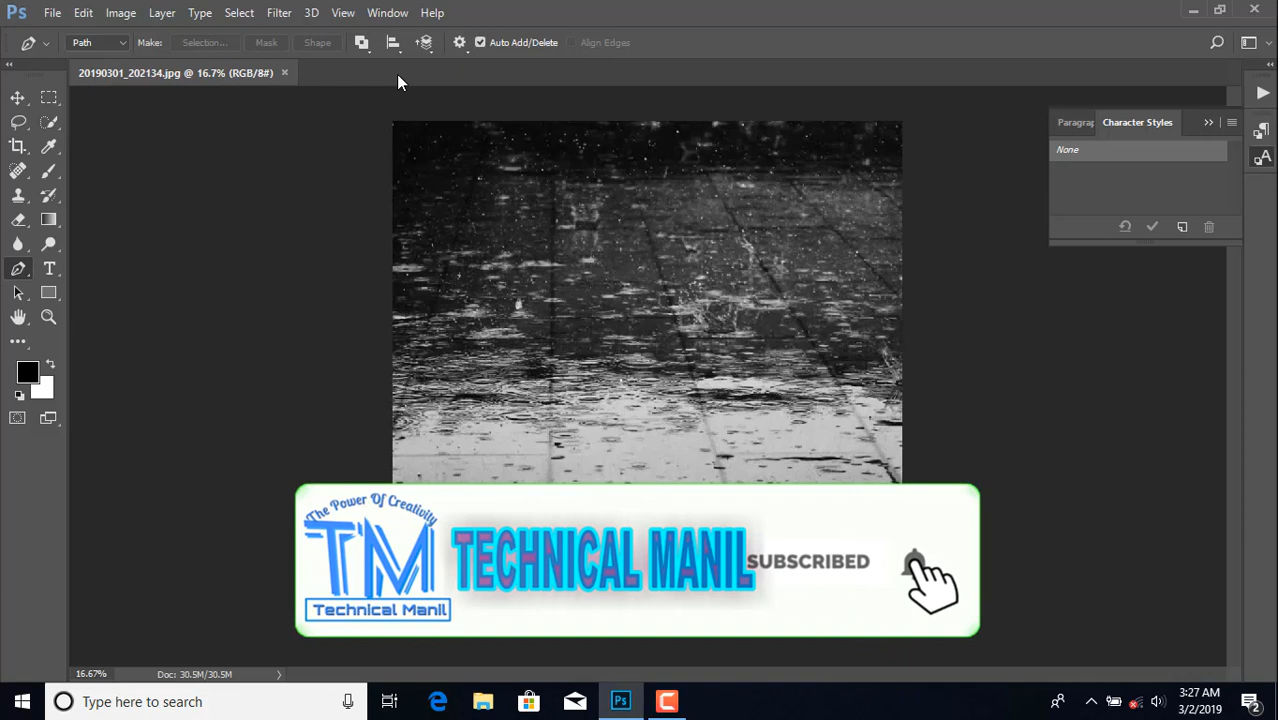 Ps File Edit Image Layer Type Select Filter 3D View Window Help
Path Make: Selection... Mask Shape Auto Add/Delete Align Edges
20190301_202134.jpg @ 16.7% (RGB/8#) ×
Paragrap Character Styles
None
The Power Of Creativity
TM
Technical Manil
TECHNICAL MANIL
SUBSCRIBED
16.67% Doc: 30.5M/30.5M
Type here to search
Ps
3:27 AM
3/2/2019
2